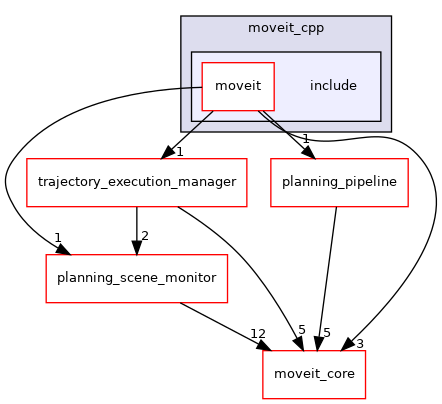 moveit_cpp
moveit
include
1
1
trajectory_execution_manager
planning_pipeline
1
2
planning_scene_monitor
12
5
5
3
moveit_core